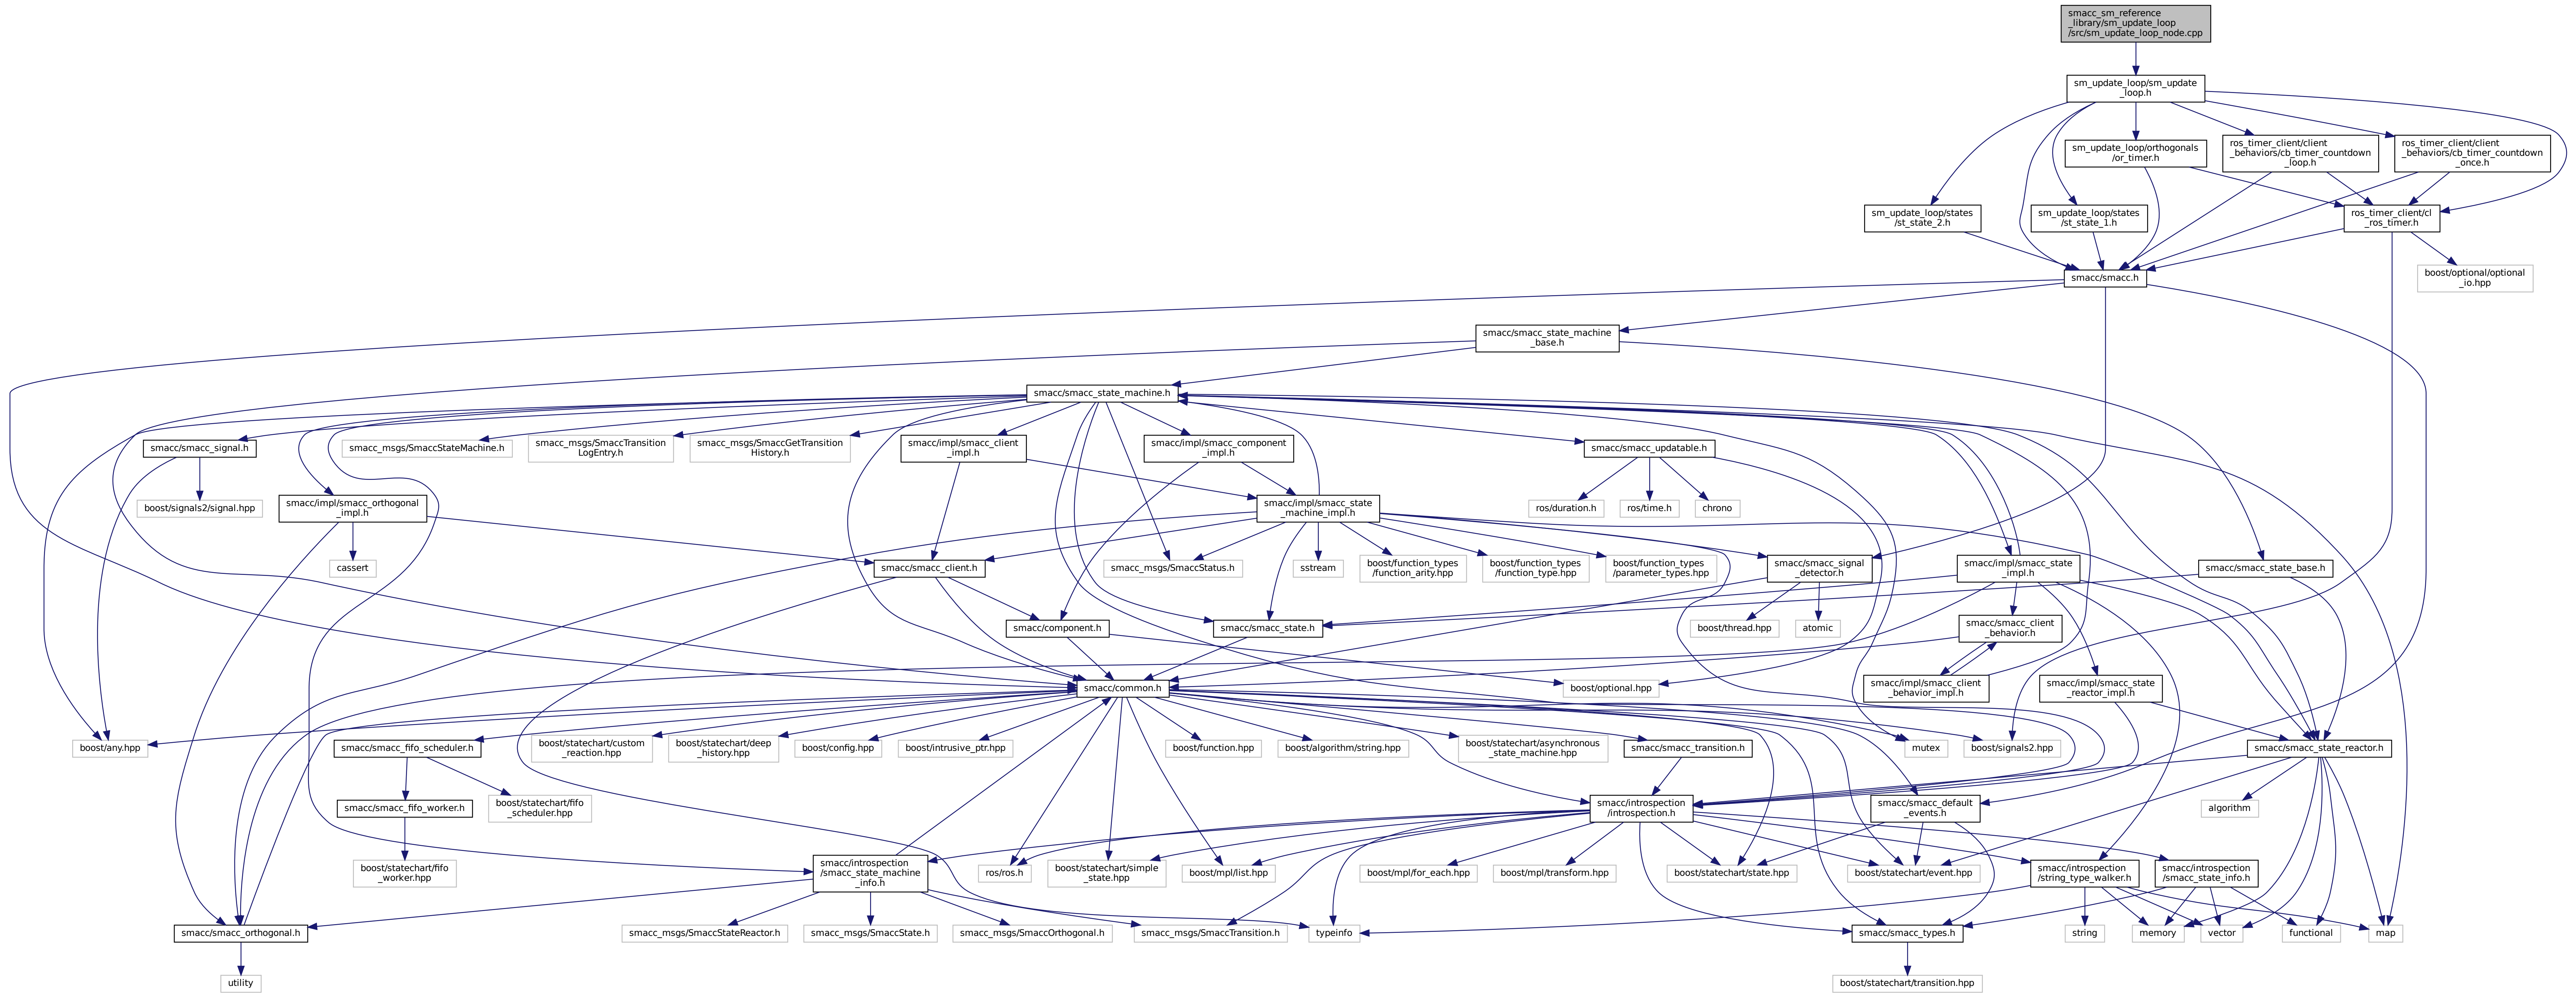 smacc_sm_reference
_library/sm_update_loop
/src/sm_update_loop_node.cpp
sm_update_loop/sm_update
_loop.h
sm_update_loop/orthogonals
/or_timer.h
ros_timer_client/client
_behaviors/cb_timer_countdown
_loop.h
ros_timer_client/client
_behaviors/cb_timer_countdown
_once.h
sm_update_loop/states
/st_state_2.h
sm_update_loop/states
/st_state_1.h
ros_timer_client/cl
_ros_timer.h
smacc/smacc.h
boost/optional/optional
_io.hpp
smacc/smacc_state_machine
_base.h
smacc/smacc_state_machine.h
smacc/smacc_signal.h
smacc_msgs/SmaccStateMachine.h
smacc_msgs/SmaccTransition
LogEntry.h
smacc_msgs/SmaccGetTransition
History.h
smacc/impl/smacc_client
_impl.h
smacc/impl/smacc_component
_impl.h
smacc/smacc_updatable.h
boost/signals2/signal.hpp
smacc/impl/smacc_orthogonal
_impl.h
smacc/impl/smacc_state
_machine_impl.h
ros/duration.h
ros/time.h
chrono
cassert
smacc/smacc_client.h
smacc_msgs/SmaccStatus.h
sstream
boost/function_types
/function_arity.hpp
boost/function_types
/function_type.hpp
boost/function_types
/parameter_types.hpp
smacc/smacc_signal
_detector.h
smacc/impl/smacc_state
_impl.h
smacc/smacc_state_base.h
smacc/component.h
smacc/smacc_state.h
boost/thread.hpp
atomic
smacc/smacc_client
_behavior.h
smacc/common.h
boost/optional.hpp
smacc/impl/smacc_client
_behavior_impl.h
smacc/impl/smacc_state
_reactor_impl.h
boost/any.hpp
smacc/smacc_fifo_scheduler.h
boost/statechart/custom
_reaction.hpp
boost/statechart/deep
_history.hpp
boost/config.hpp
boost/intrusive_ptr.hpp
boost/function.hpp
boost/algorithm/string.hpp
boost/statechart/asynchronous
_state_machine.hpp
smacc/smacc_transition.h
mutex
boost/signals2.hpp
smacc/smacc_state_reactor.h
smacc/smacc_fifo_worker.h
boost/statechart/fifo
_scheduler.hpp
smacc/introspection
/introspection.h
smacc/smacc_default
_events.h
algorithm
boost/statechart/fifo
_worker.hpp
smacc/introspection
/smacc_state_machine
_info.h
ros/ros.h
boost/statechart/simple
_state.hpp
boost/mpl/list.hpp
boost/mpl/for_each.hpp
boost/mpl/transform.hpp
boost/statechart/state.hpp
boost/statechart/event.hpp
smacc/introspection
/string_type_walker.h
smacc/introspection
/smacc_state_info.h
smacc/smacc_orthogonal.h
smacc_msgs/SmaccStateReactor.h
smacc_msgs/SmaccState.h
smacc_msgs/SmaccOrthogonal.h
smacc_msgs/SmaccTransition.h
typeinfo
smacc/smacc_types.h
string
memory
vector
functional
map
utility
boost/statechart/transition.hpp